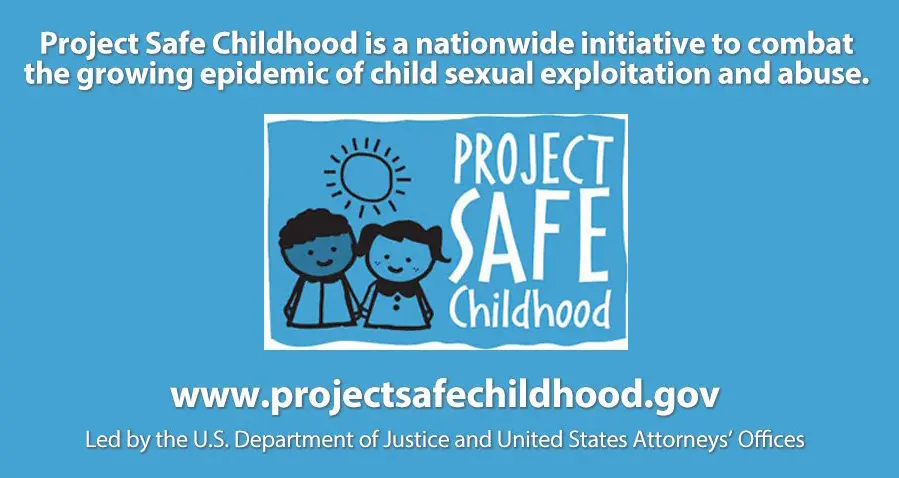 Project Safe Childhood is a nationwide initiative to combat
the growing epidemic of child sexual exploitation and abuse.
PROJECT
SAFE
Childhood
www.projectsafechildhood.gov
Led by the U.S. Department of Justice and United States Attorneys’ Offices